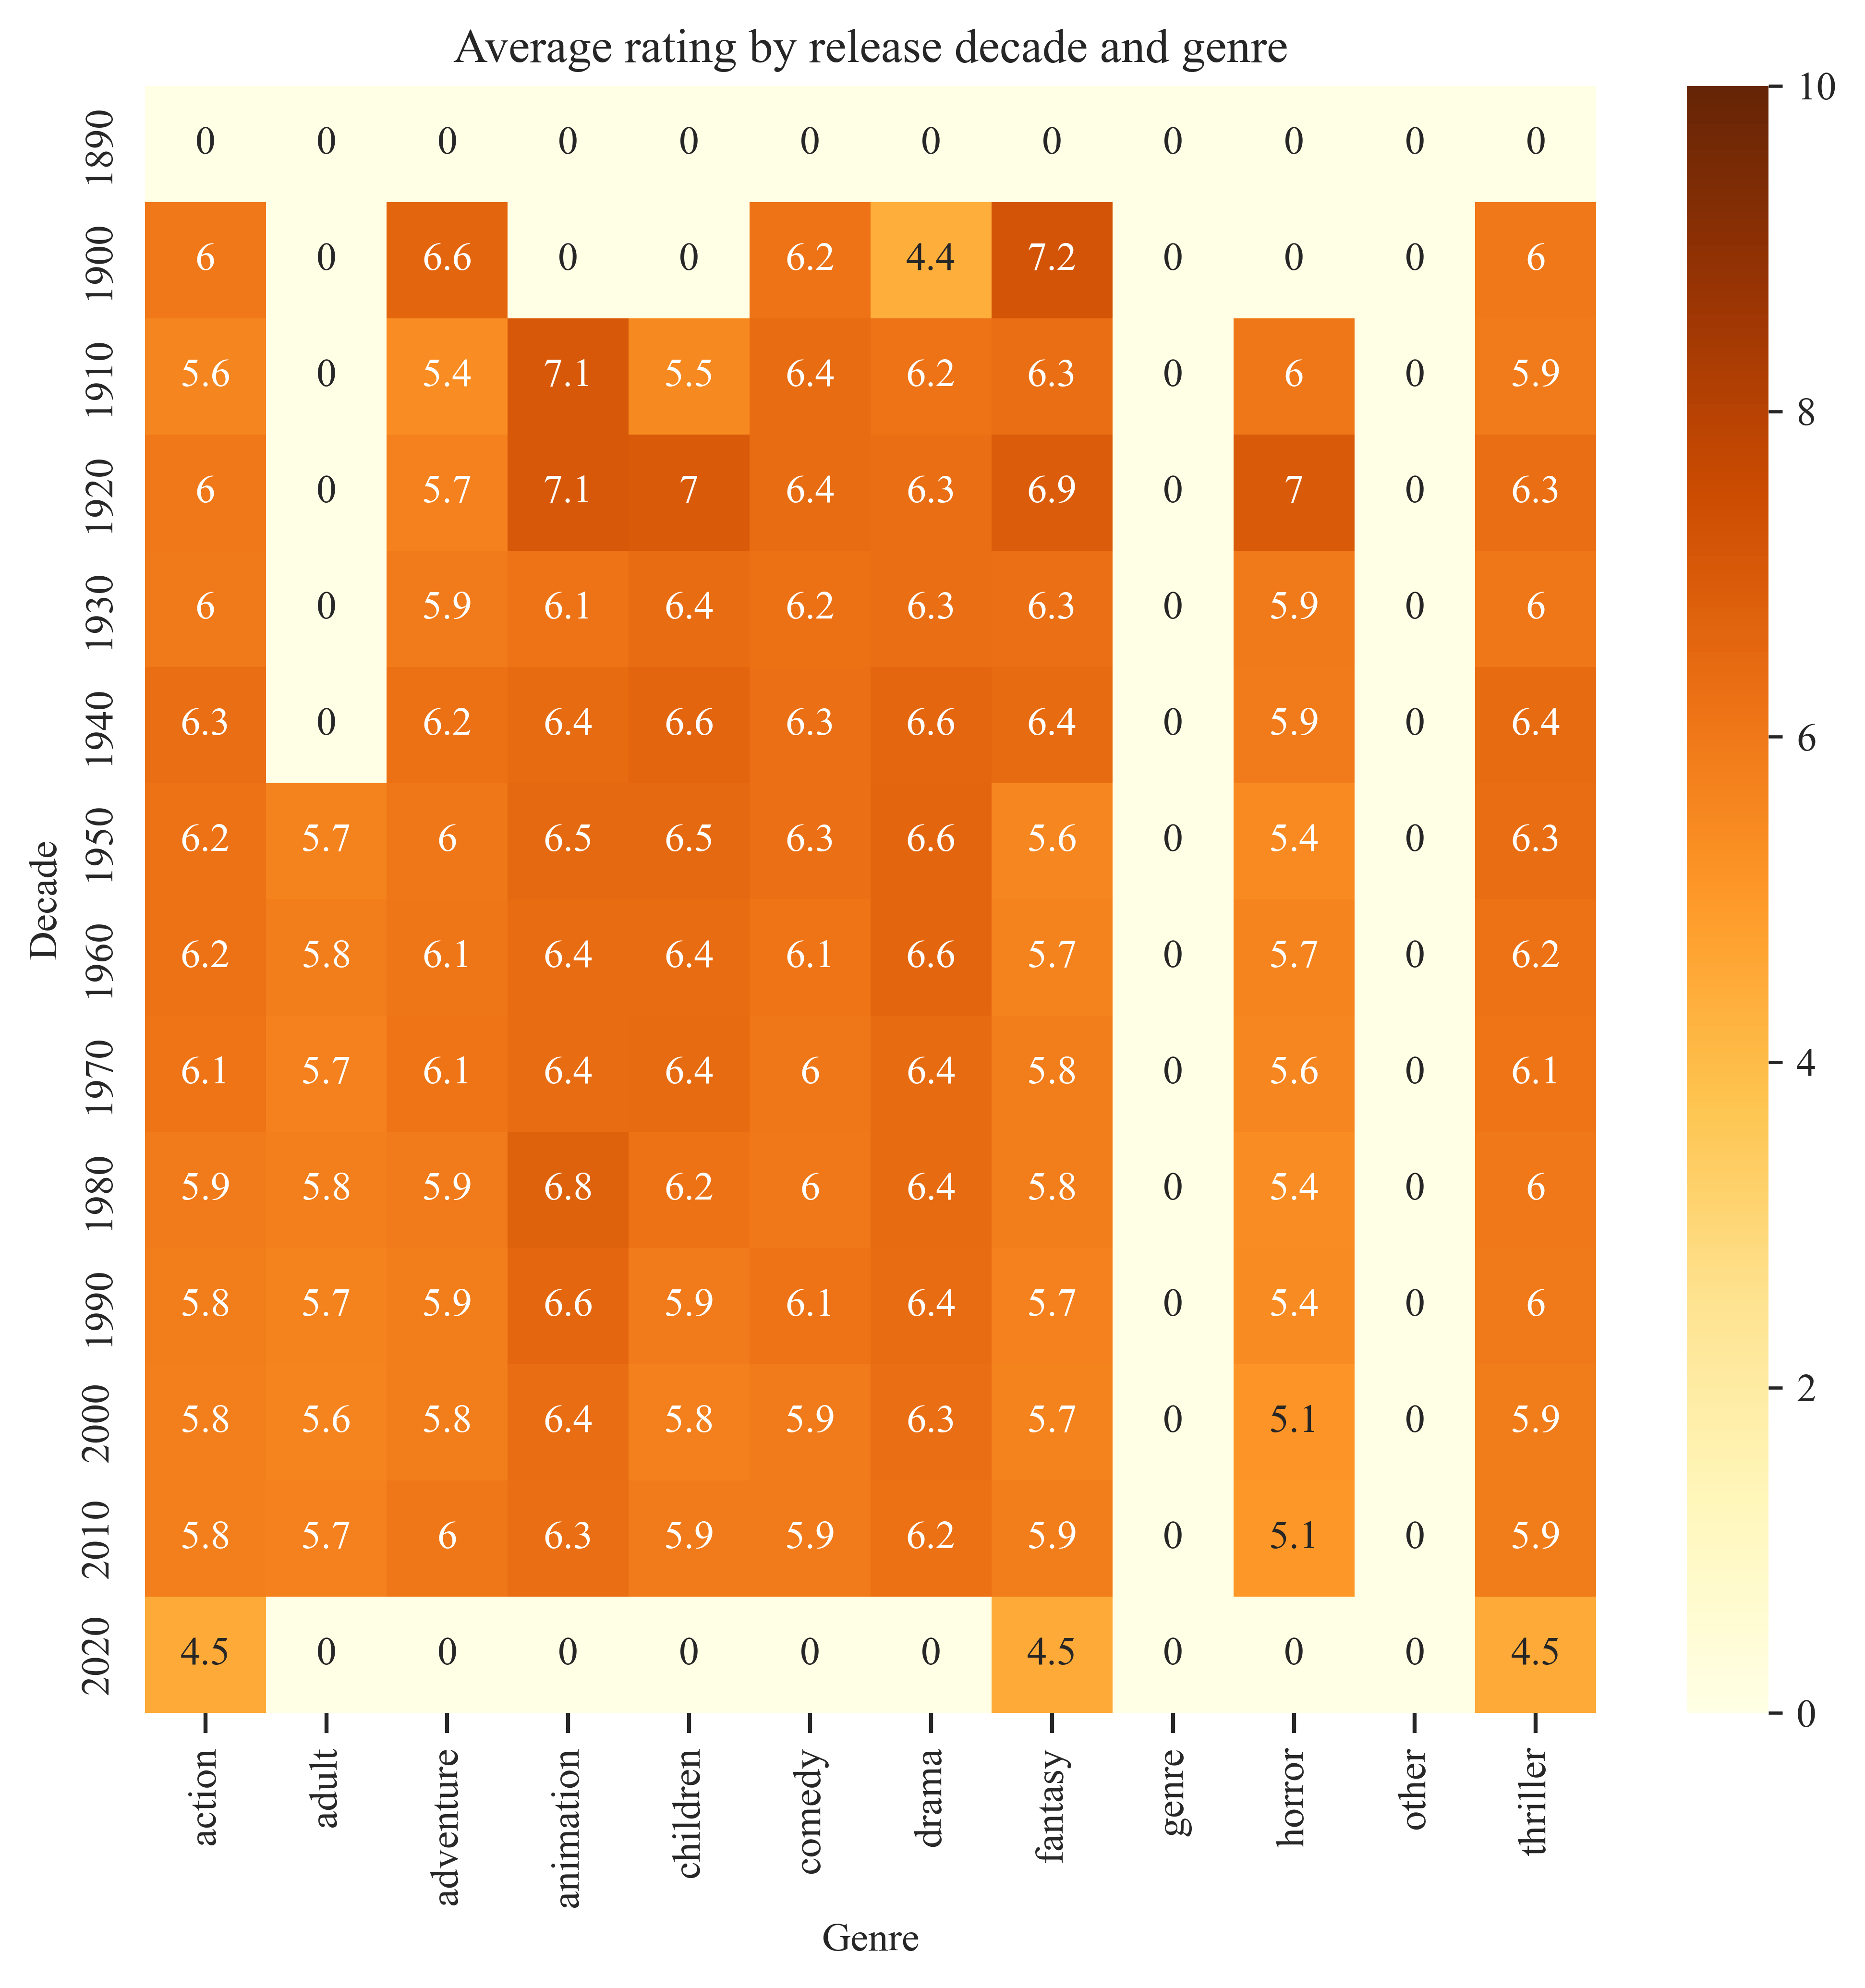 Average rating by release decade and genre
1890 0 0 0 0 0 0 0 0 0 0 0 0
1900 6 0 6.6 0 0 6.2 4.4 7.2 0 0 0 6
1910 5.6 0 5.4 7.1 5.5 6.4 6.2 6.3 0 6 0 5.9
1920 6 0 5.7 7.1 7 6.4 6.3 6.9 0 7 0 6.3
1930 6 0 5.9 6.1 6.4 6.2 6.3 6.3 0 5.9 0 6
1940 6.3 0 6.2 6.4 6.6 6.3 6.6 6.4 0 5.9 0 6.4
1950 6.2 5.7 6 6.5 6.5 6.3 6.6 5.6 0 5.4 0 6.3
1960 6.2 5.8 6.1 6.4 6.4 6.1 6.6 5.7 0 5.7 0 6.2
1970 6.1 5.7 6.1 6.4 6.4 6 6.4 5.8 0 5.6 0 6.1
1980 5.9 5.8 5.9 6.8 6.2 6 6.4 5.8 0 5.4 0 6
1990 5.8 5.7 5.9 6.6 5.9 6.1 6.4 5.7 0 5.4 0 6
2000 5.8 5.6 5.8 6.4 5.8 5.9 6.3 5.7 0 5.1 0 5.9
2010 5.8 5.7 6 6.3 5.9 5.9 6.2 5.9 0 5.1 0 5.9
2020 4.5 0 0 0 0 0 0 4.5 0 0 0 4.5
Decade
action adult adventure animation children comedy drama fantasy genre horror other thriller
Genre
10
8
6
4
2
0